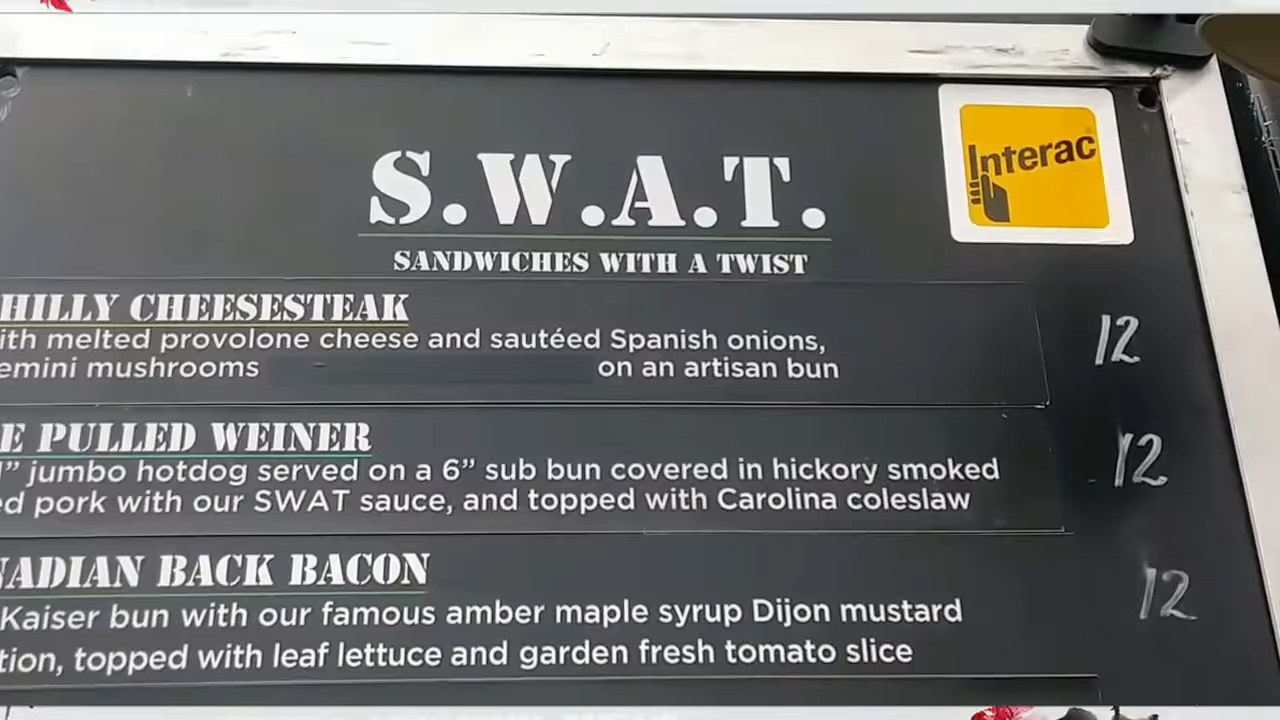 S.W.A.T.
Interac
SANDWICHES WITH A TWIST
HILLY CHEESESTEAK
ith melted provolone cheese and sautéed Spanish onions,
emini mushrooms on an artisan bun
12
E PULLED WEINER
" jumbo hotdog served on a 6" sub bun covered in hickory smoked
ed pork with our SWAT sauce, and topped with Carolina coleslaw
12
NADIAN BACK BACON
Kaiser bun with our famous amber maple syrup Dijon mustard
tion, topped with leaf lettuce and garden fresh tomato slice
12